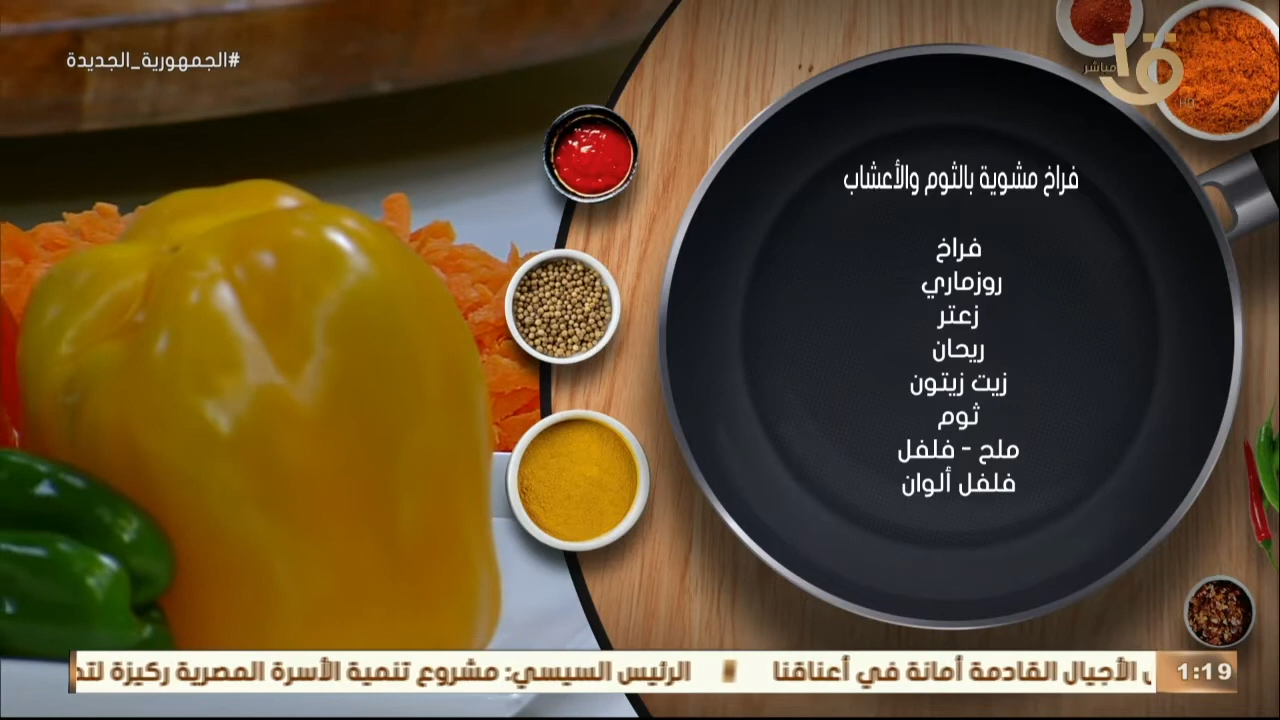 #الجمهورية_الجديدة
مباشر
HD
فراخ مشوية بالثوم والأعشاب
فراخ
روزماري
زعتر
ريحان
زيت زيتون
ثوم
ملح - فلفل
فلفل ألوان
الأجيال القادمة أمانة في أعناقنا
الرئيس السيسي: مشروع تنمية الأسرة المصرية ركيزة
1:19